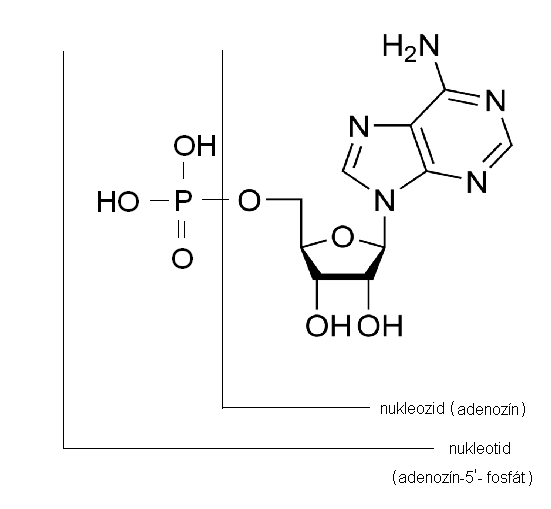 H₂N
N
N
N
N
OH
HO
P
O
O
O
OH
OH
nukleozid (adenozín)
nukleotid
(adenozín-5'- fosfát)